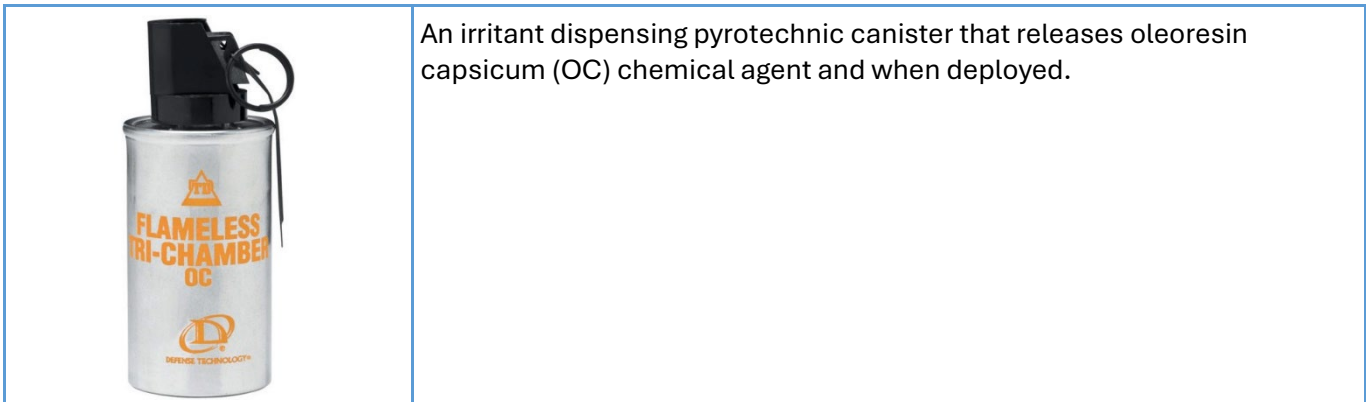 An irritant dispensing pyrotechnic canister that releases oleoresin
capsicum (OC) chemical agent and when deployed.
FLAMELESS
TRI-CHAMBER
OC
D
DEFENSE TECHNOLOGY